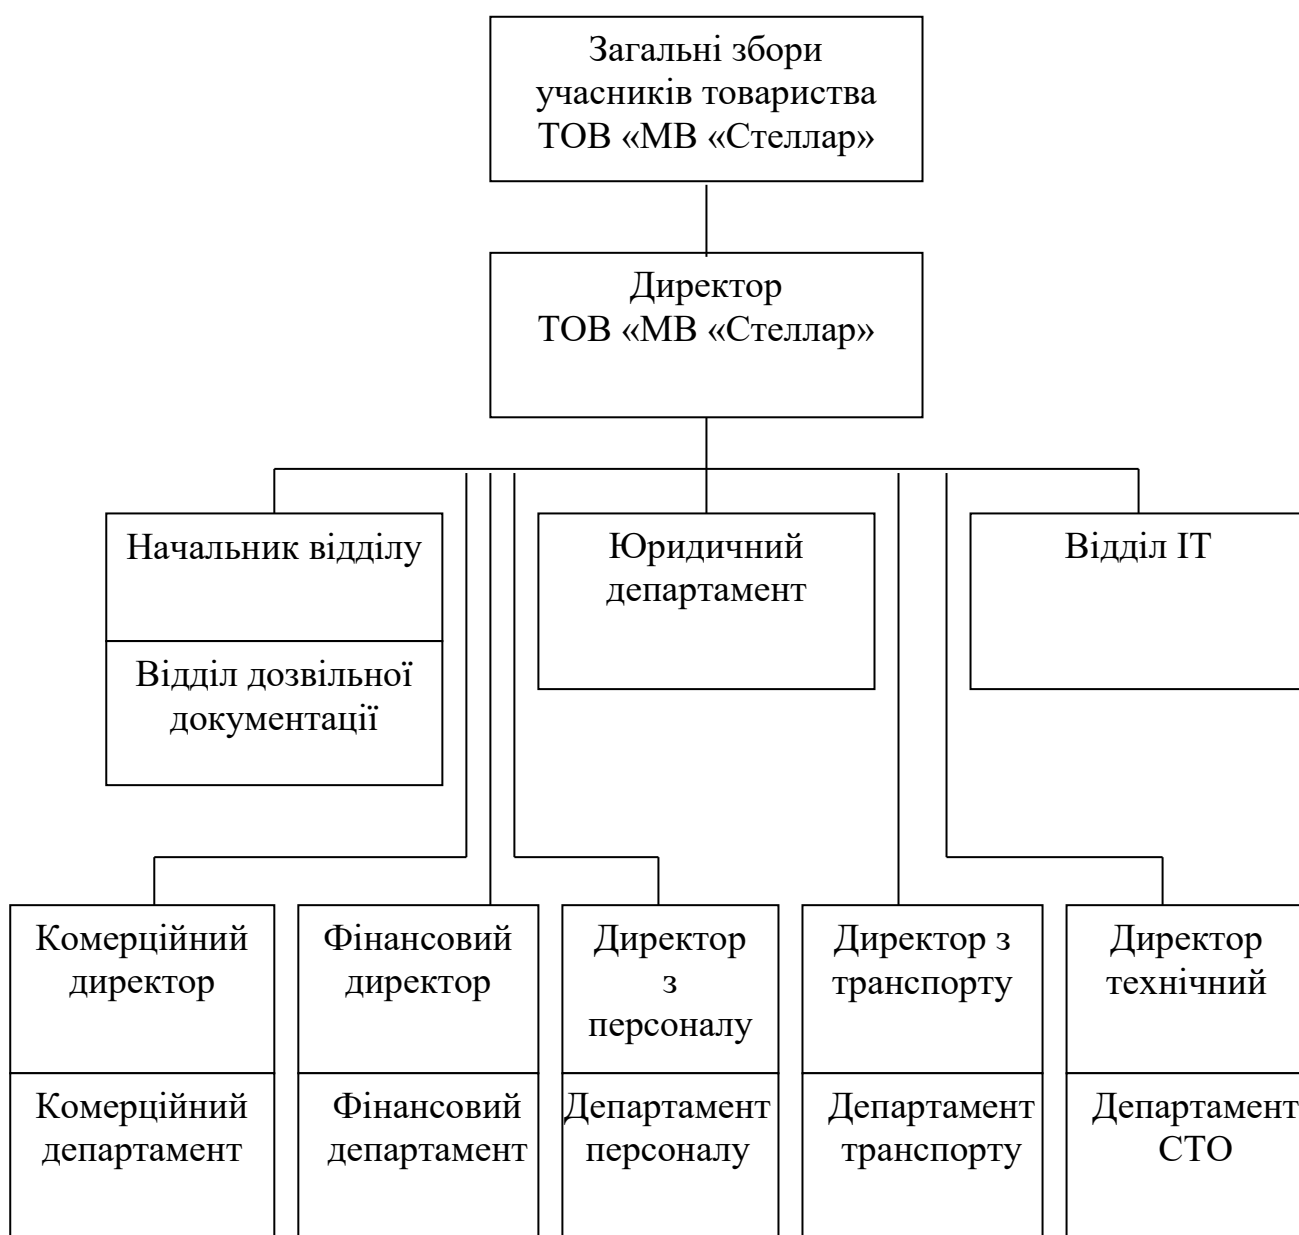 Загальні збори
учасників товариства
ТОВ «МВ «Стеллар»
Директор
ТОВ «МВ «Стеллар»
Начальник відділу
Відділ дозвільної
документації
Юридичний
департамент
Відділ ІТ
Комерційний
директор
Комерційний
департамент
Фінансовий
директор
Фінансовий
департамент
Директор
з
персоналу
Департамент
персоналу
Директор з
транспорту
Департамент
транспорту
Директор
технічний
Департамент
СТО